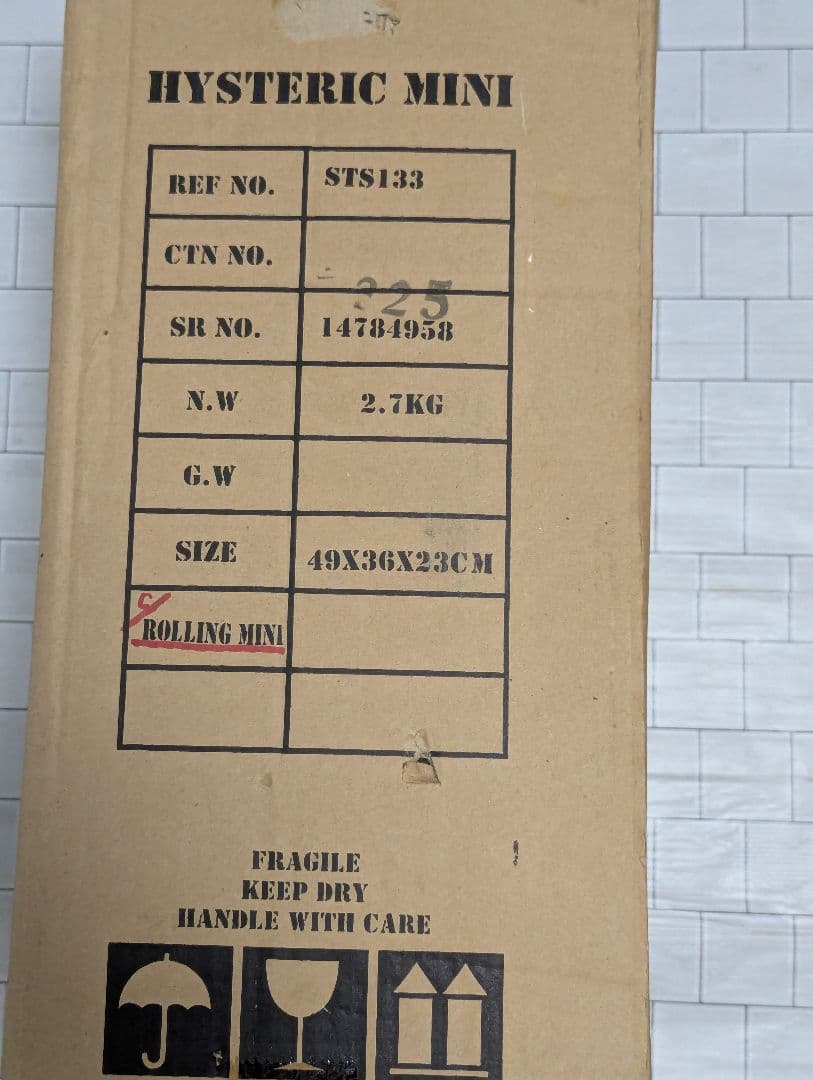 HYSTERIC MINI
REF NO. STS133
CTN NO.
325
SR NO. 14784958
N.W 2.7KG
G.W
SIZE 49X36X23CM
ROLLING MINI
FRAGILE
KEEP DRY
HANDLE WITH CARE